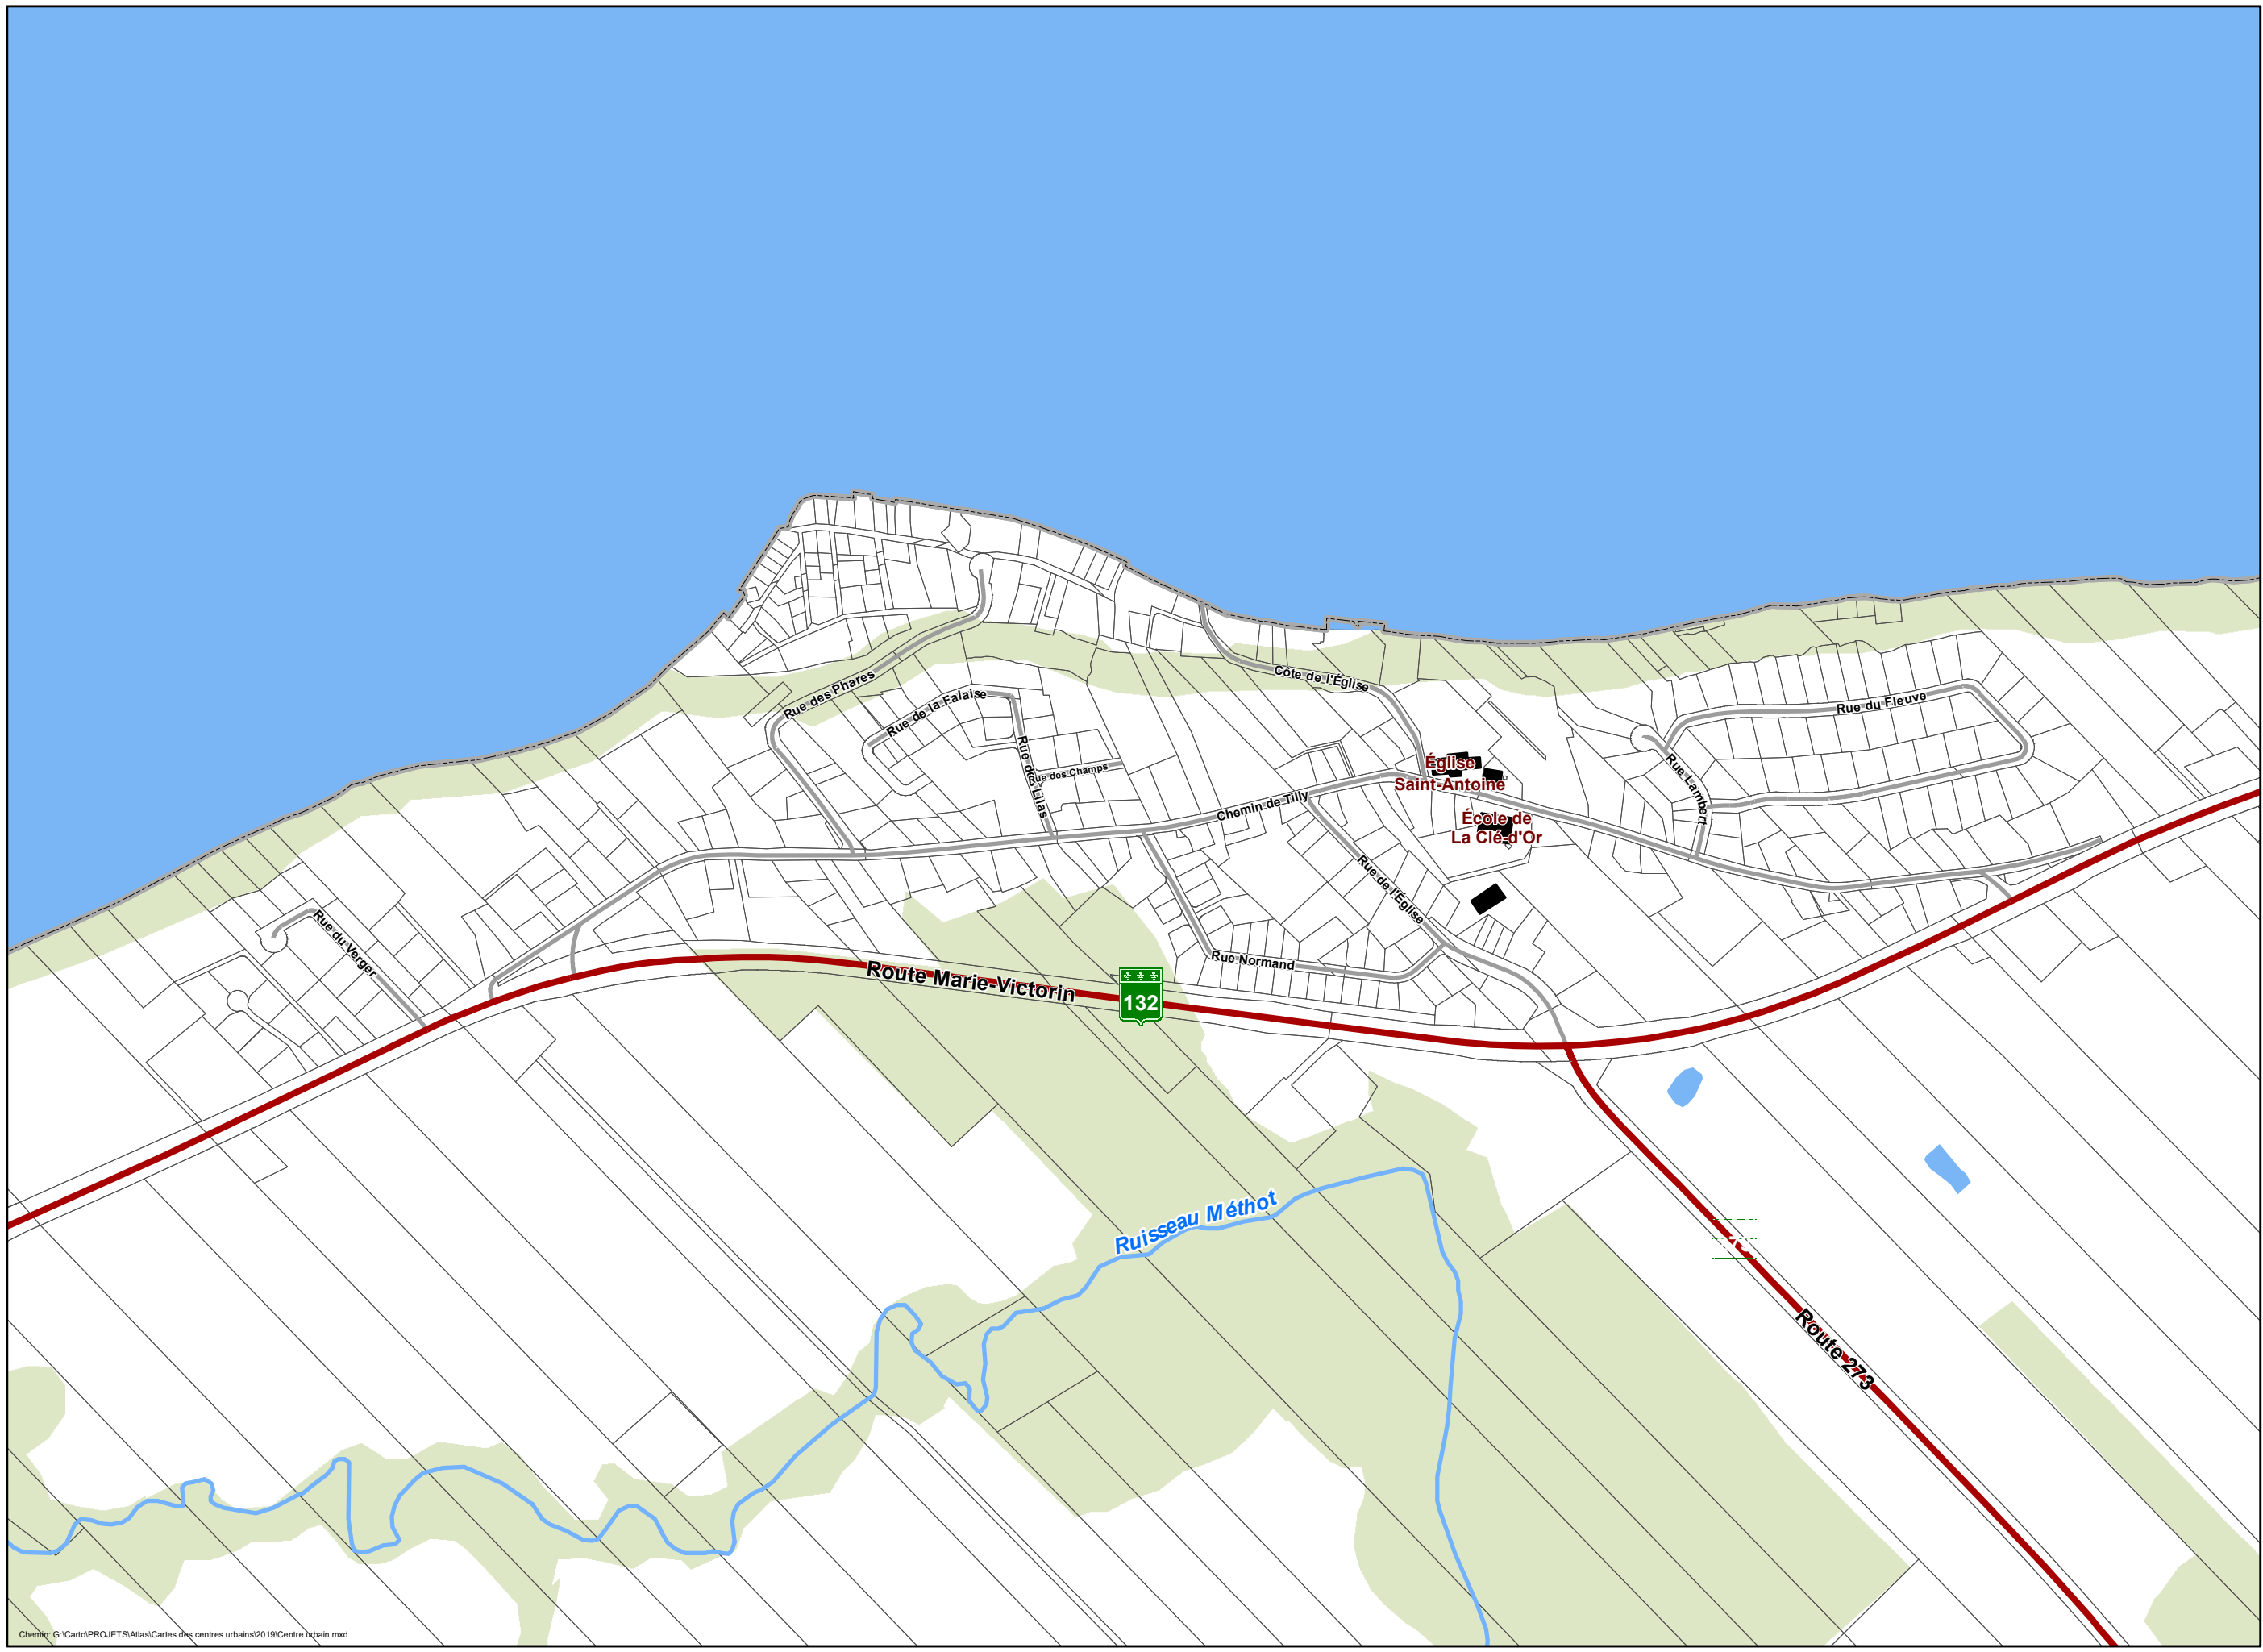 Côte de l'Église
Rue des Phares
Rue de la Falaise
Rue du Fleuve
Rue des Lilas
Rue des Champs
Église
Saint-Antoine
Rue Lambert
Chemin de Tilly
École de
La Clé-d'Or
Rue de l'Église
Rue du Verger
Rue Normand
Route Marie-Victorin
132
Ruisseau Méthot
Route 273
Chemin: G:\Carto\PROJETS\Atlas\Cartes des centres urbains\2019\Centre urbain.mxd